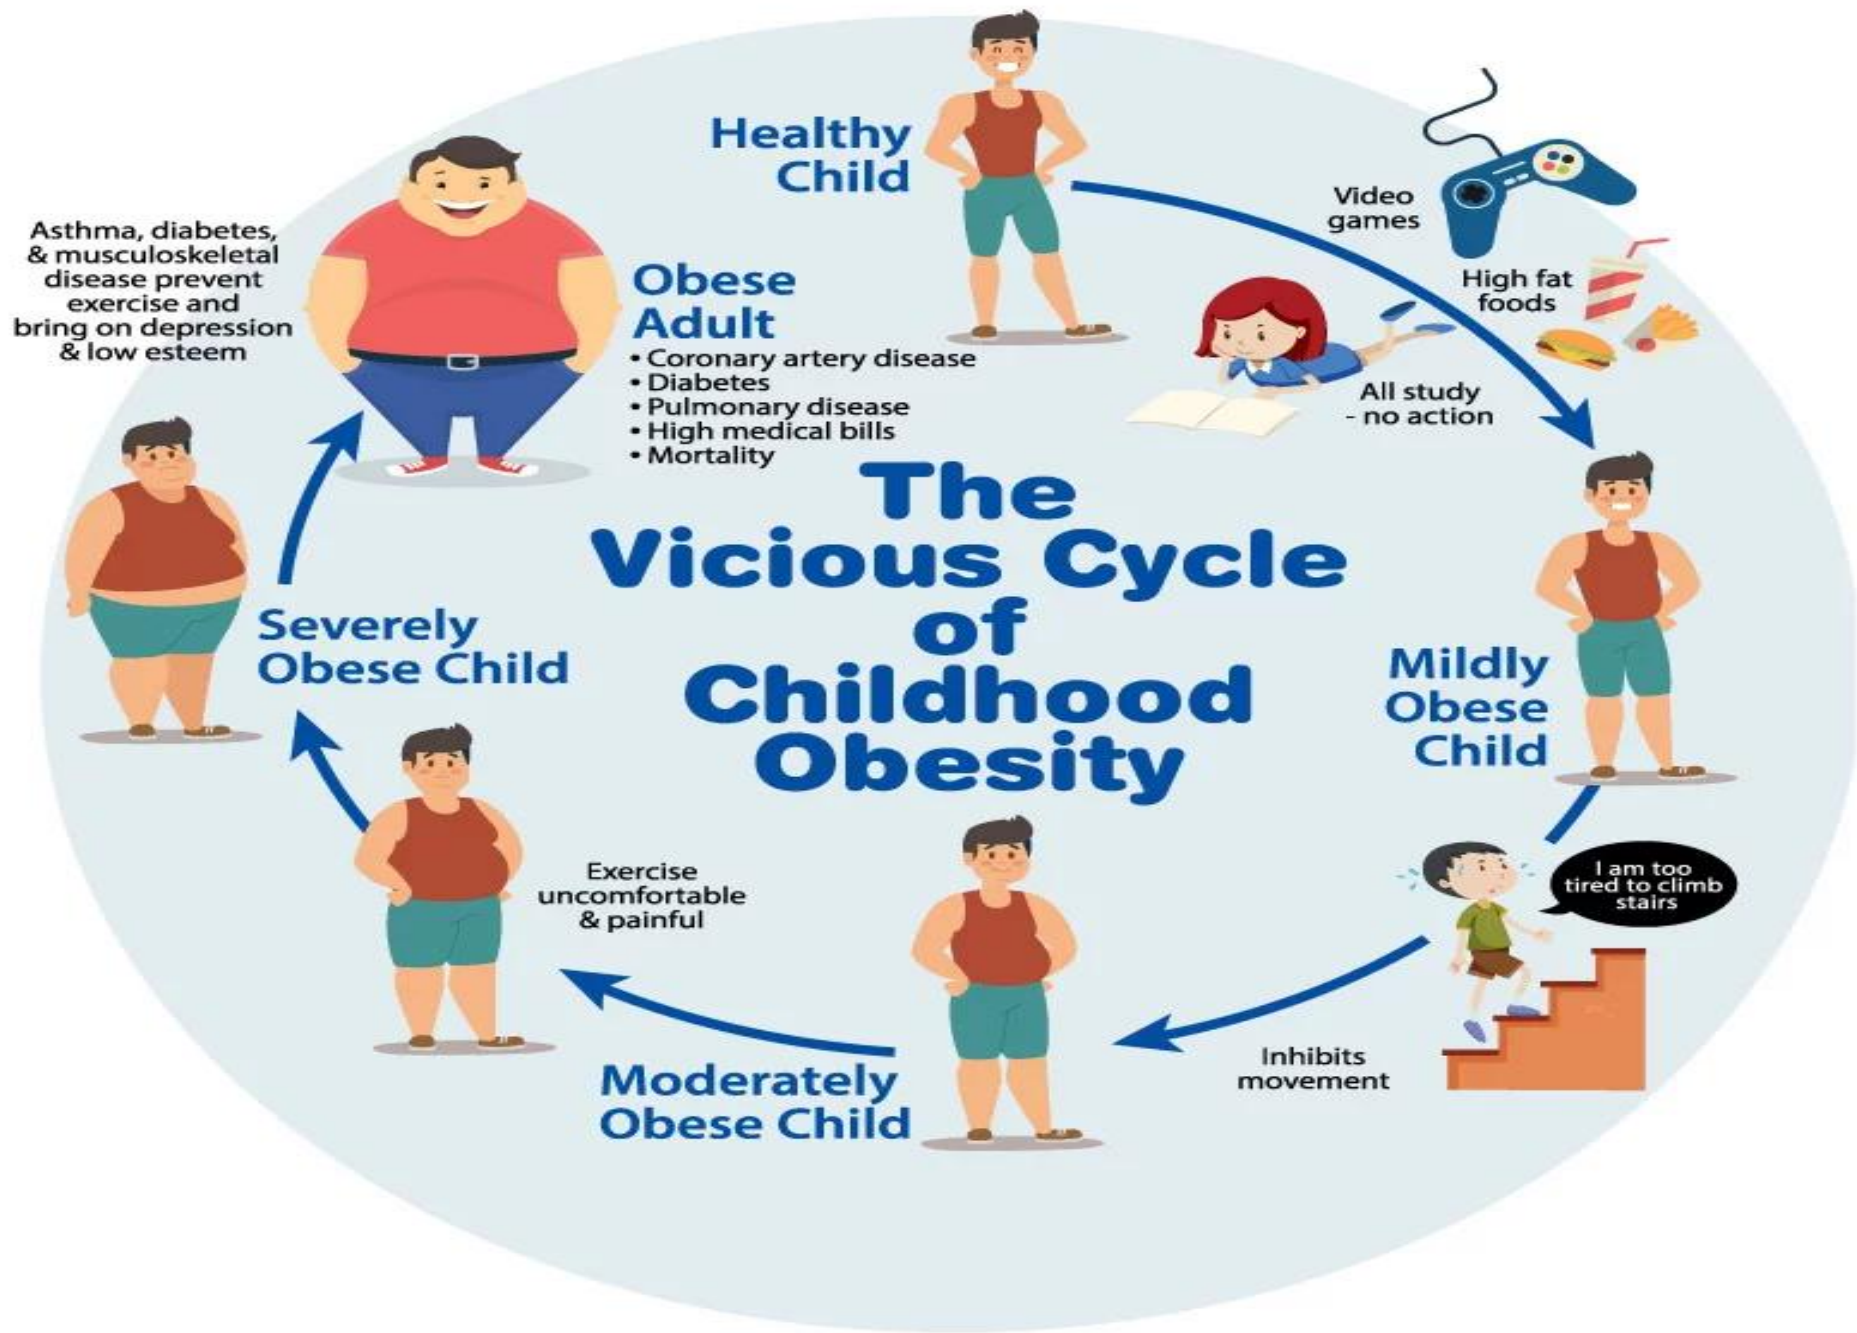 Healthy
Child
Video
games
High fat
foods
All study
- no action
Mildly
Obese
Child
I am too
tired to climb
stairs
Inhibits
movement
Moderately
Obese Child
Exercise
uncomfortable
& painful
Severely
Obese Child
Asthma, diabetes,
& musculoskeletal
disease prevent
exercise and
bring on depression
& low esteem
Obese
Adult
• Coronary artery disease
• Diabetes
• Pulmonary disease
• High medical bills
• Mortality
The
Vicious Cycle
of
Childhood
Obesity